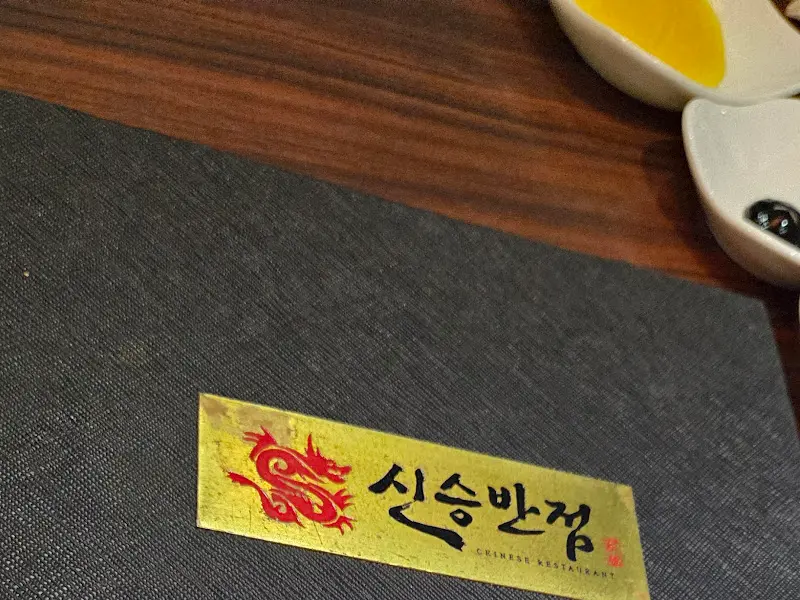 신승반점
CHINESE RESTAURANT